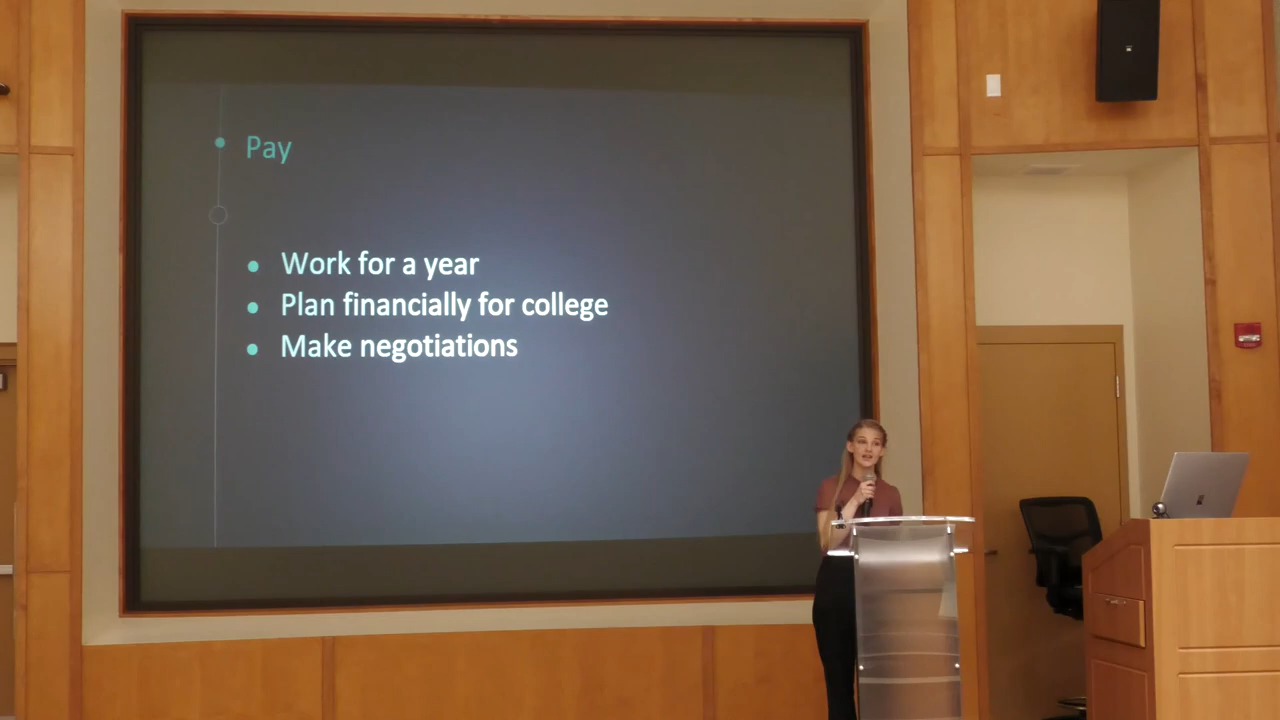 Pay
Work for a year
Plan financially for college
Make negotiations